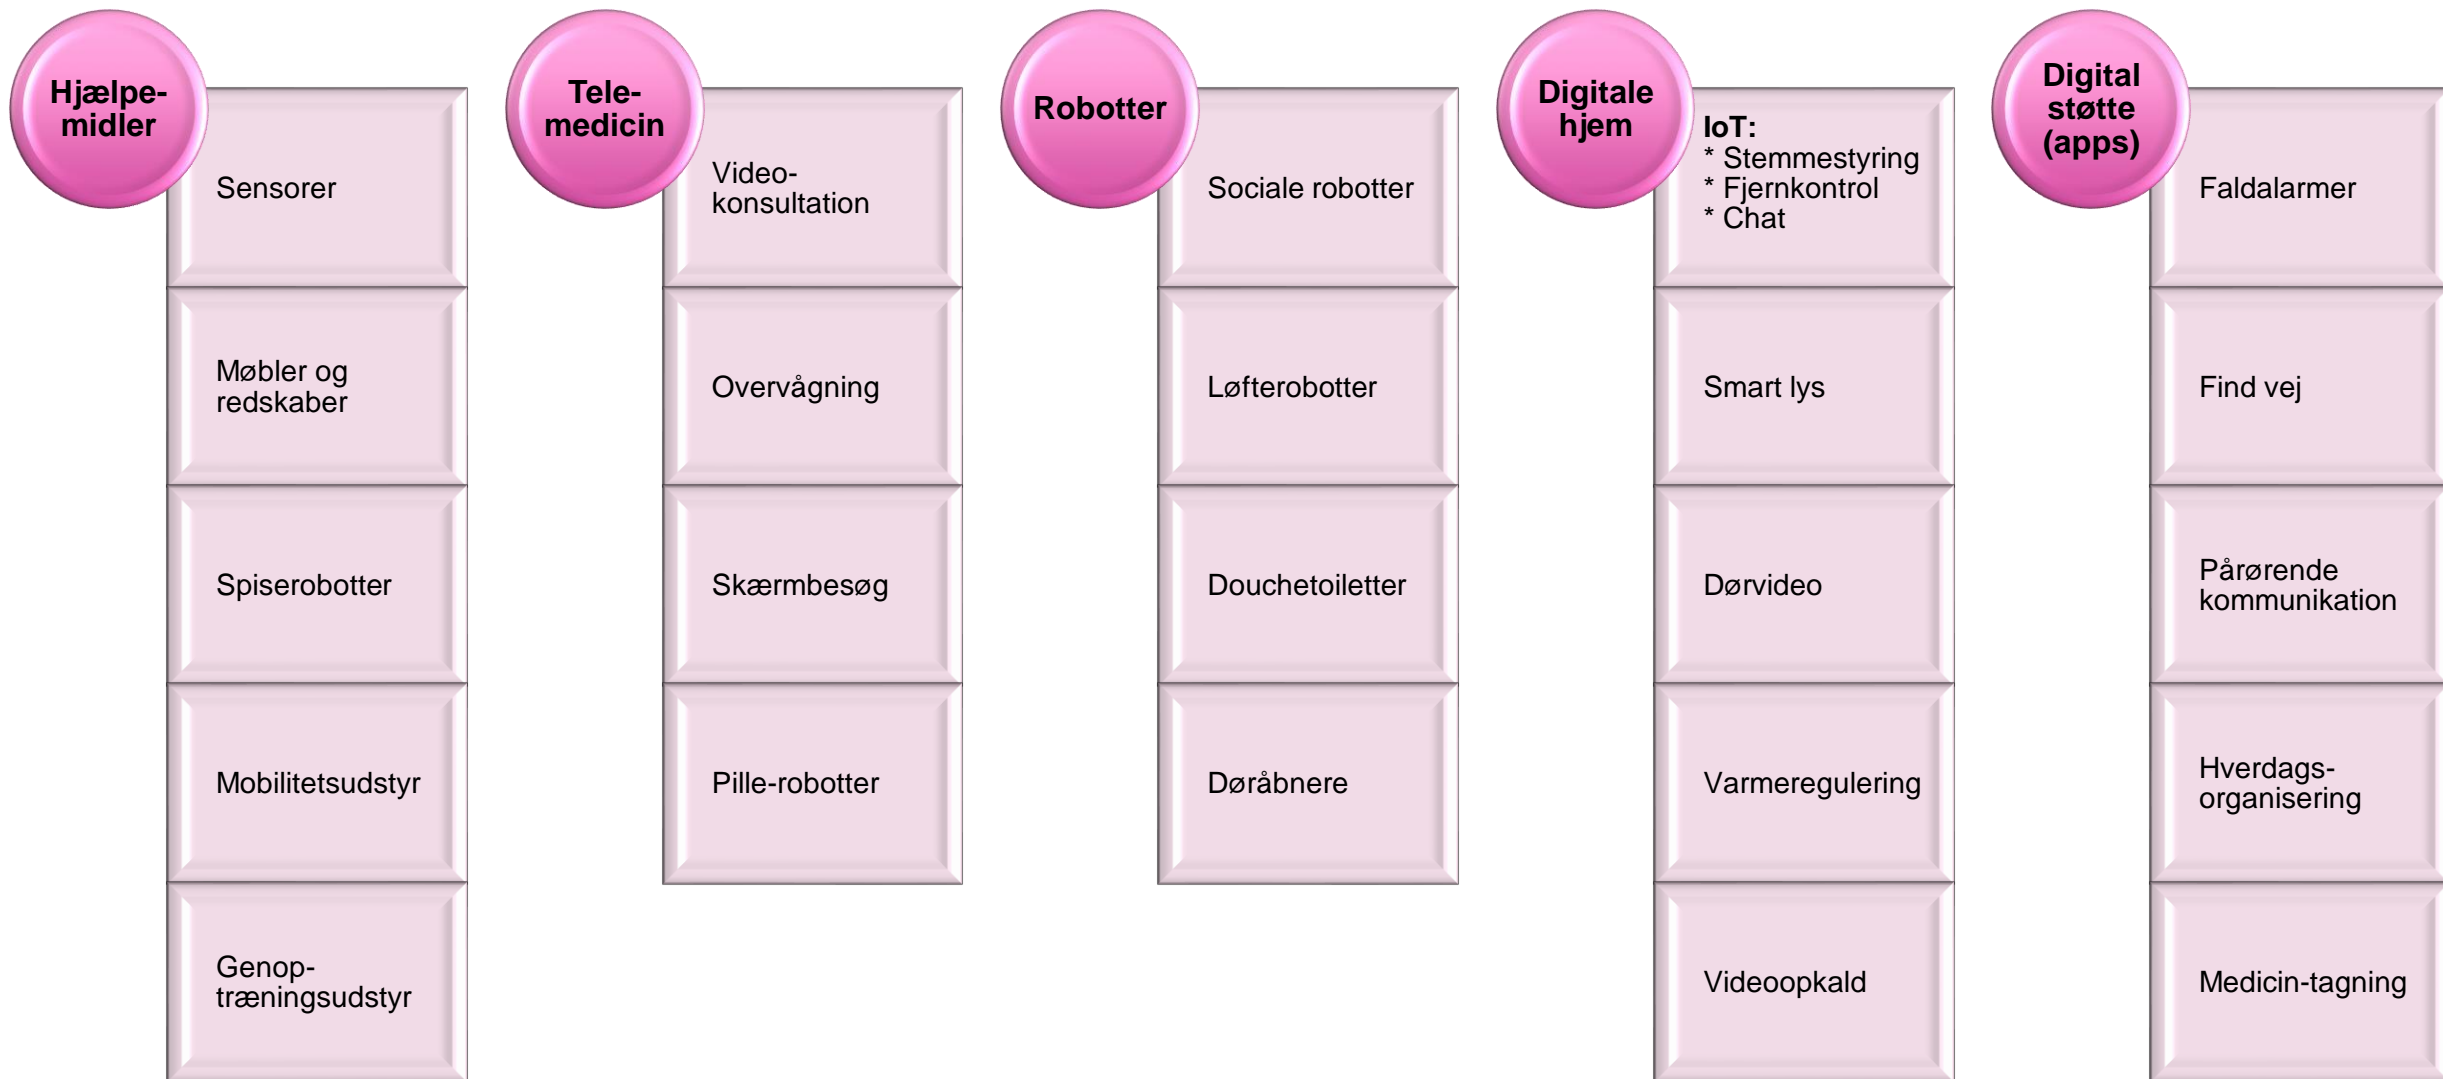 Hjælpe-
midler
Sensorer
Møbler og
redskaber
Spiserobotter
Mobilitetsudstyr
Genop-
træningsudstyr
Tele-
medicin
Video-
konsultation
Overvågning
Skærmbesøg
Pille-robotter
Robotter
Sociale robotter
Løfterobotter
Douchetoiletter
Døråbnere
Digitale
hjem
IoT:
* Stemmestyring
* Fjernkontrol
* Chat
Smart lys
Dørvideo
Varmeregulering
Videoopkald
Digital
støtte
(apps)
Faldalarmer
Find vej
Pårørende
kommunikation
Hverdags-
organisering
Medicin-tagning